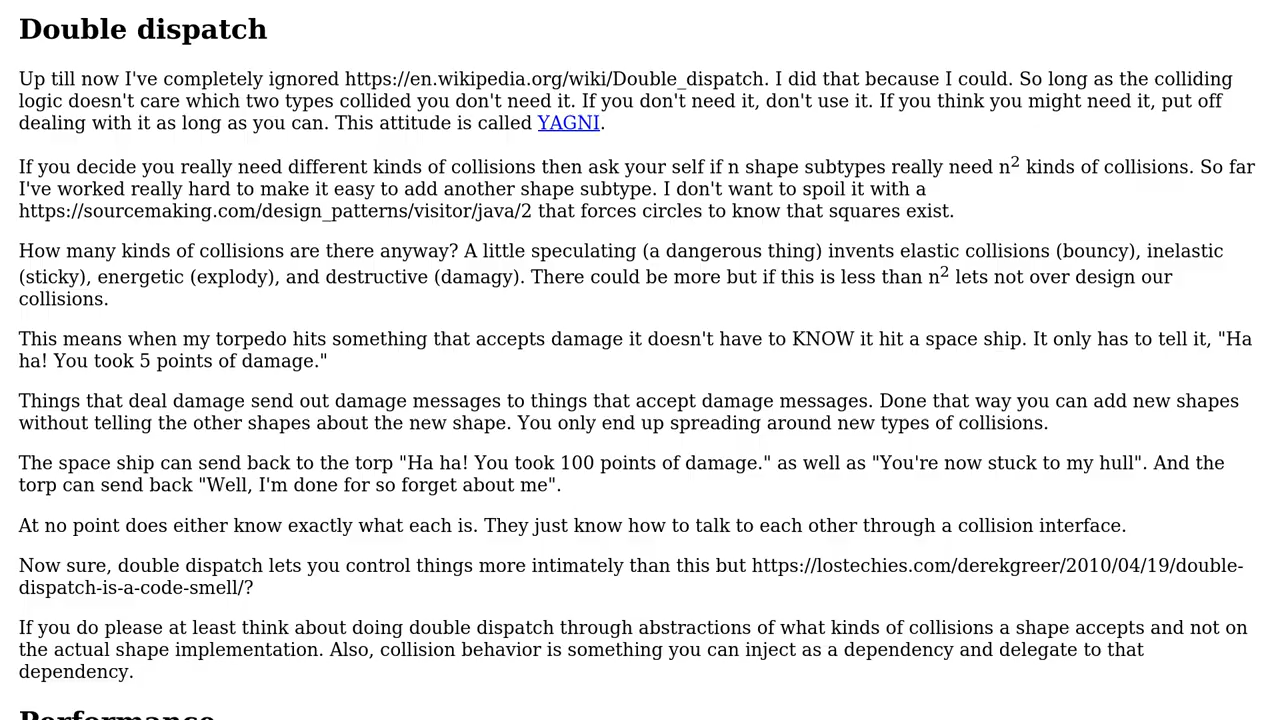 Double dispatch
Up till now I've completely ignored https://en.wikipedia.org/wiki/Double_dispatch. I did that because I could. So long as the colliding
logic doesn't care which two types collided you don't need it. If you don't need it, don't use it. If you think you might need it, put off
dealing with it as long as you can. This attitude is called YAGNI.
If you decide you really need different kinds of collisions then ask your self if n shape subtypes really need n² kinds of collisions. So far
I've worked really hard to make it easy to add another shape subtype. I don't want to spoil it with a
https://sourcemaking.com/design_patterns/visitor/java/2 that forces circles to know that squares exist.
How many kinds of collisions are there anyway? A little speculating (a dangerous thing) invents elastic collisions (bouncy), inelastic
(sticky), energetic (explody), and destructive (damagy). There could be more but if this is less than n² lets not over design our
collisions.
This means when my torpedo hits something that accepts damage it doesn't have to KNOW it hit a space ship. It only has to tell it, "Ha
ha! You took 5 points of damage."
Things that deal damage send out damage messages to things that accept damage messages. Done that way you can add new shapes
without telling the other shapes about the new shape. You only end up spreading around new types of collisions.
The space ship can send back to the torp "Ha ha! You took 100 points of damage." as well as "You're now stuck to my hull". And the
torp can send back "Well, I'm done for so forget about me".
At no point does either know exactly what each is. They just know how to talk to each other through a collision interface.
Now sure, double dispatch lets you control things more intimately than this but https://lostechies.com/derekgreer/2010/04/19/double-
dispatch-is-a-code-smell/?
If you do please at least think about doing double dispatch through abstractions of what kinds of collisions a shape accepts and not on
the actual shape implementation. Also, collision behavior is something you can inject as a dependency and delegate to that
dependency.
Performance